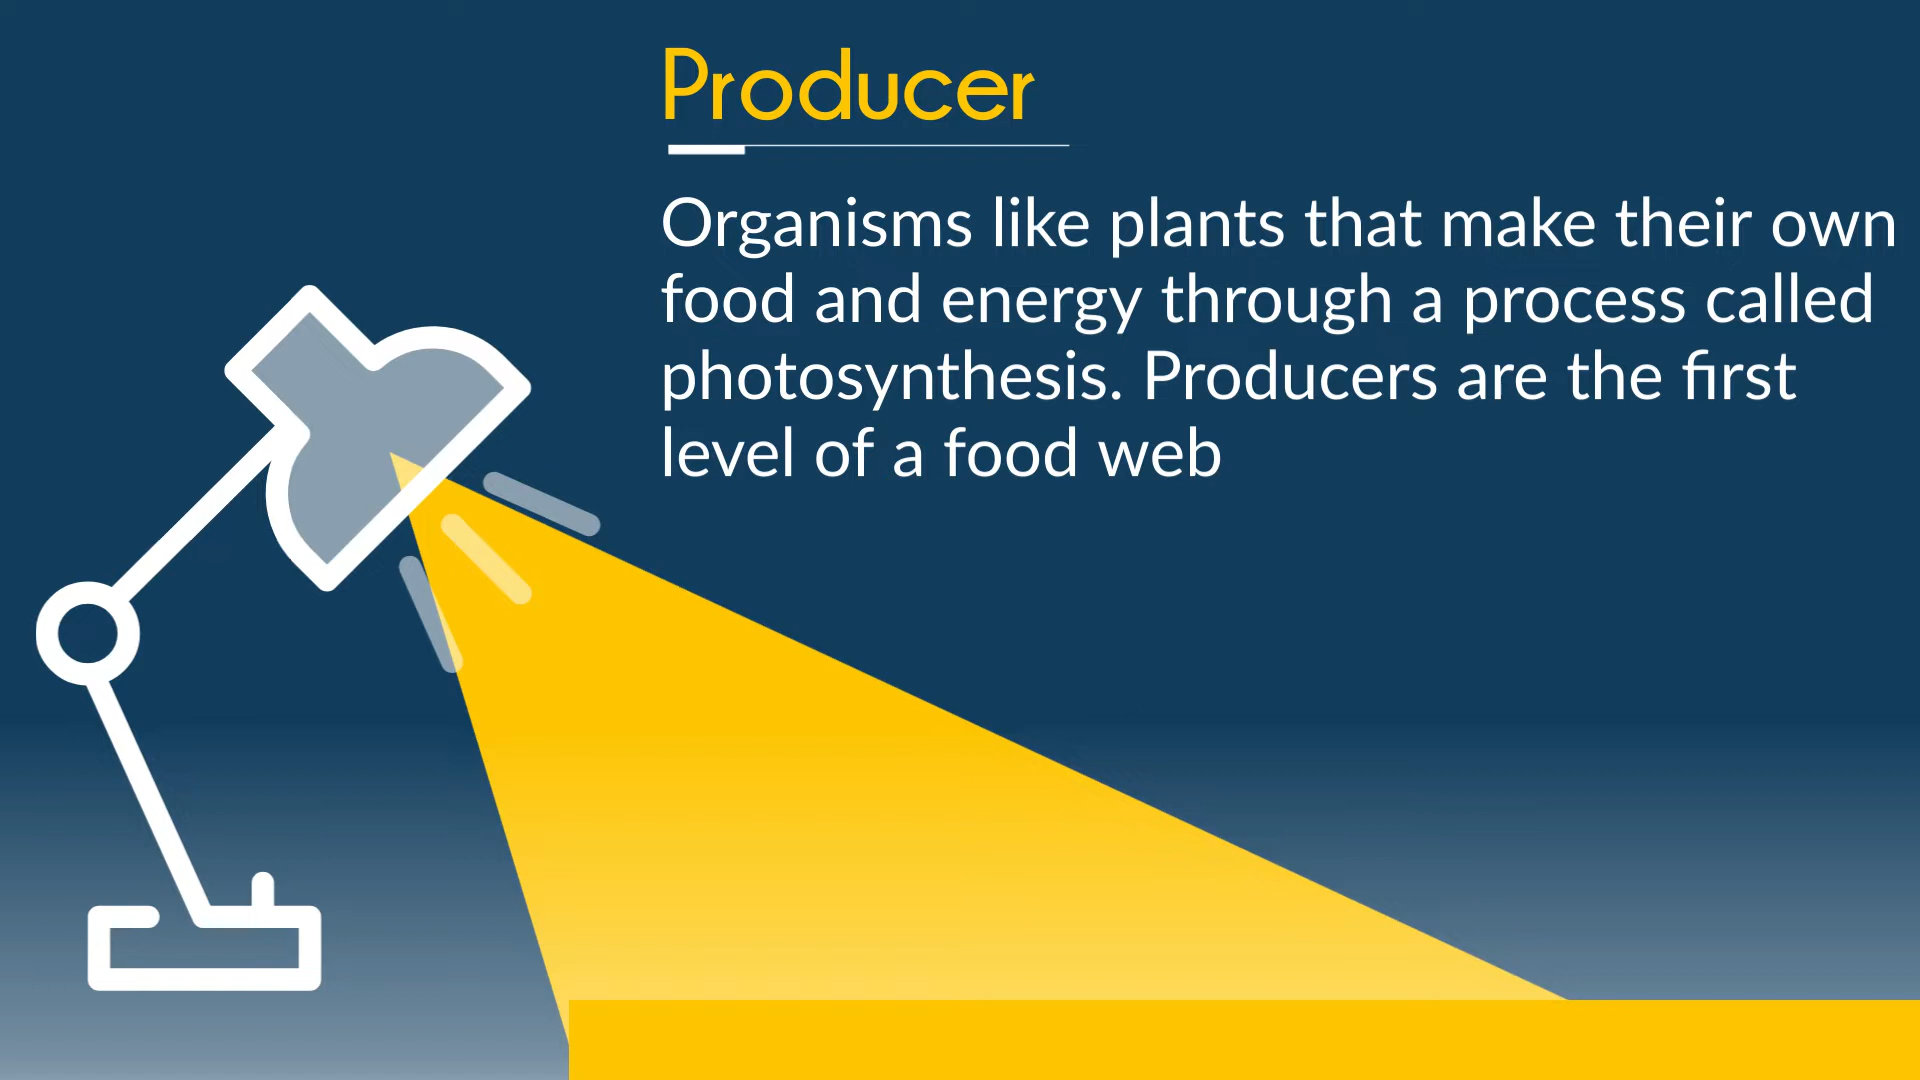 Producer
Organisms like plants that make their own
food and energy through a process called
photosynthesis. Producers are the first
level of a food web